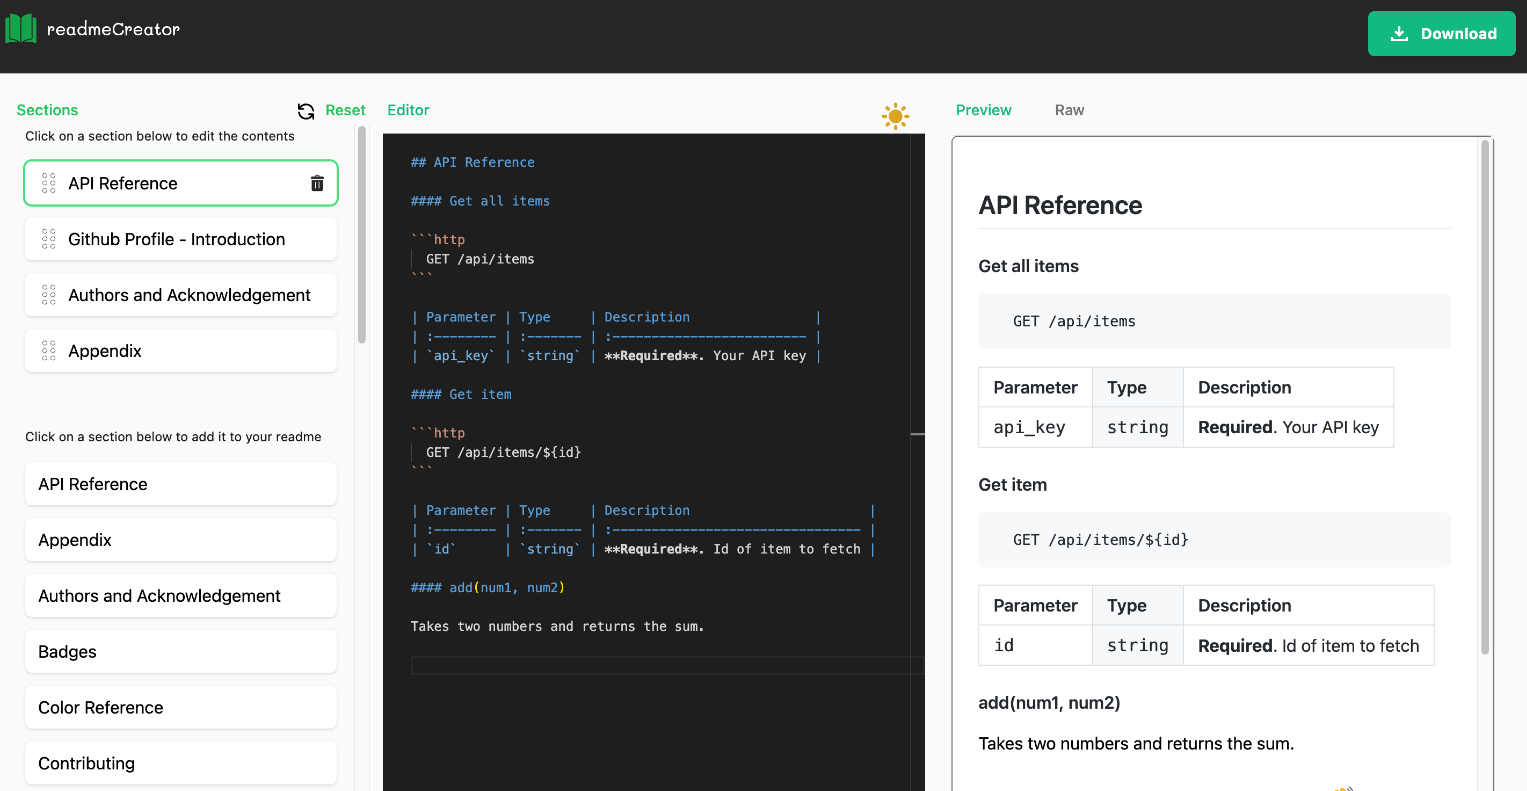 readmeCreator
Download
Sections
Reset
Click on a section below to edit the contents
API Reference
Github Profile - Introduction
Authors and Acknowledgement
Appendix
Click on a section below to add it to your readme
API Reference
Appendix
Authors and Acknowledgement
Badges
Color Reference
Contributing
Editor
## API Reference
#### Get all items
```http
GET /api/items
```
| Parameter | Type     | Description                |
| :-------- | :------- | :------------------------- |
| `api_key` | `string` | **Required**. Your API key |
#### Get item
```http
GET /api/items/${id}
```
| Parameter | Type     | Description                       |
| :-------- | :------- | :-------------------------------- |
| `id`      | `string` | **Required**. Id of item to fetch |
#### add(num1, num2)
Takes two numbers and returns the sum.
Preview Raw
API Reference
Get all items
GET /api/items
Parameter Type Description
api_key string Required. Your API key
Get item
GET /api/items/${id}
Parameter Type Description
id string Required. Id of item to fetch
add(num1, num2)
Takes two numbers and returns the sum.